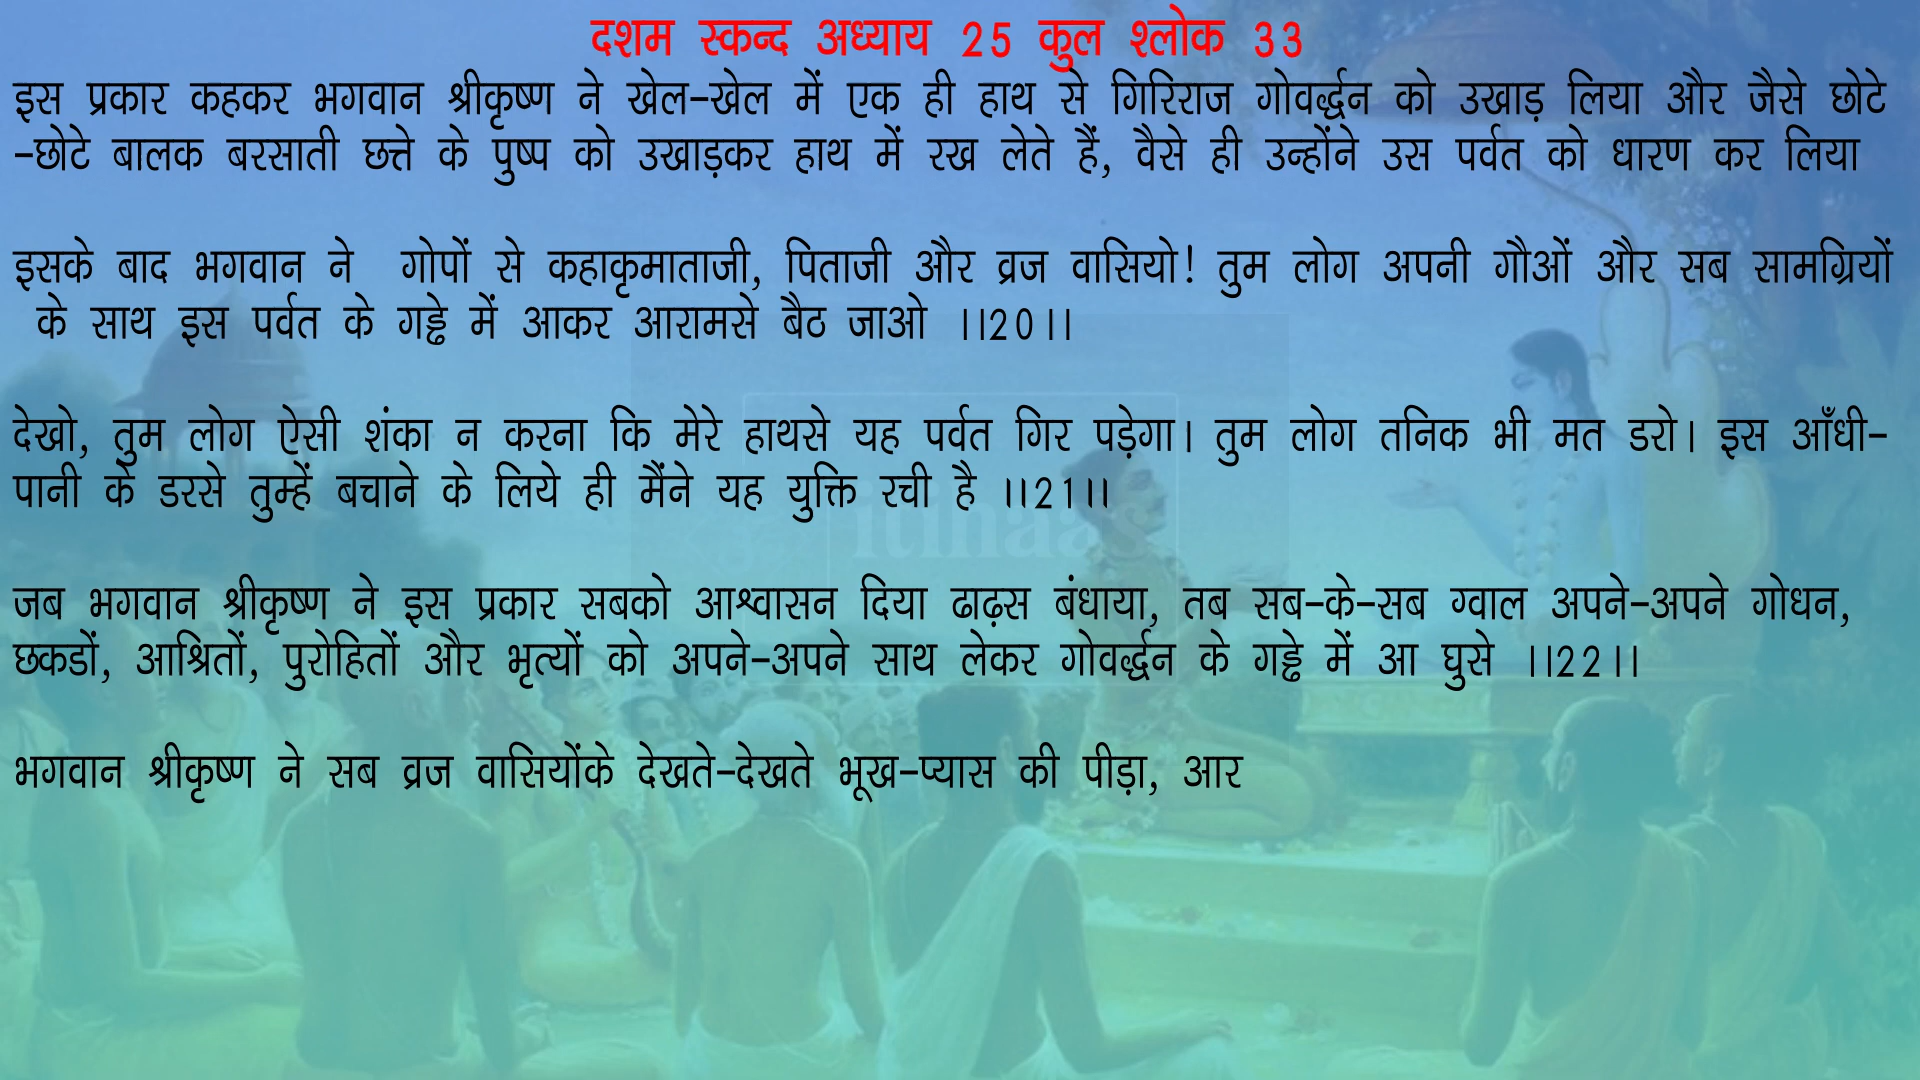 दशम स्कन्द अध्याय 25 कुल श्लोक 33
इस प्रकार कहकर भगवान श्रीकृष्ण ने खेल-खेल में एक ही हाथ से गिरिराज गोवर्द्धन को उखाड़ लिया और जैसे छोटे
-छोटे बालक बरसाती छत्ते के पुष्प को उखाड़कर हाथ में रख लेते हैं, वैसे ही उन्होंने उस पर्वत को धारण कर लिया
इसके बाद भगवान ने गोपों से कहाकृमाताजी, पिताजी और व्रज वासियो! तुम लोग अपनी गौओं और सब सामग्रियों
के साथ इस पर्वत के गड्ढे में आकर आरामसे बैठ जाओ ।।20।।
देखो, तुम लोग ऐसी शंका न करना कि मेरे हाथसे यह पर्वत गिर पड़ेगा। तुम लोग तनिक भी मत डरो। इस आँधी-
पानी के डरसे तुम्हें बचाने के लिये ही मैंने यह युक्ति रची है ।।21।।
जब भगवान श्रीकृष्ण ने इस प्रकार सबको आश्वासन दिया ढाढ़स बंधाया, तब सब-के-सब ग्वाल अपने-अपने गोधन,
छकडों, आश्रितों, पुरोहितों और भृत्यों को अपने-अपने साथ लेकर गोवर्द्धन के गड्ढे में आ घुसे ।।22।।
भगवान श्रीकृष्ण ने सब व्रज वासियोंके देखते-देखते भूख-प्यास की पीड़ा, आर
itihaas